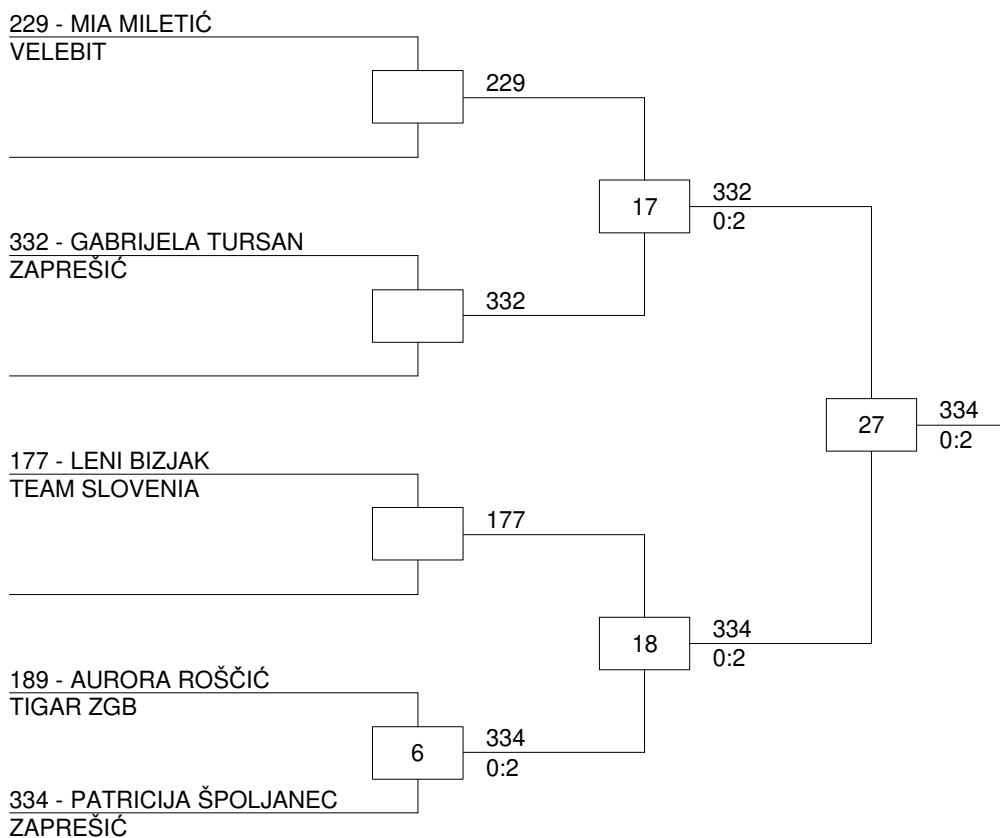 229 - MIA MILETIĆ
VELEBIT
229
17
332
0:2
332 - GABRIJELA TURSAN
ZAPREŠIĆ
332
27
334
0:2
177 - LENI BIZJAK
TEAM SLOVENIA
177
18
334
0:2
189 - AURORA ROŠČIĆ
TIGAR ZGB
6
334
0:2
334 - PATRICIJA ŠPOLJANEC
ZAPREŠIĆ